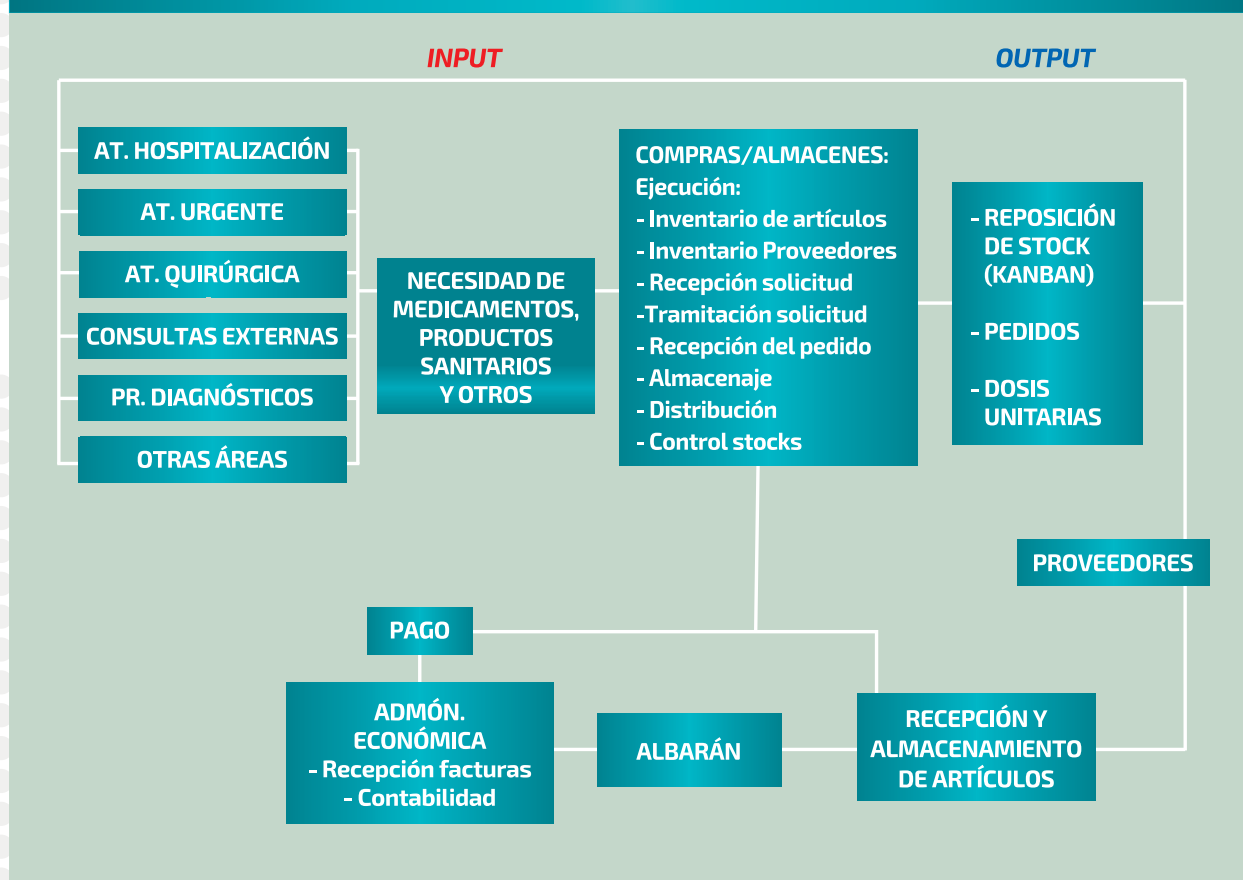 INPUT
OUTPUT
AT. HOSPITALIZACIÓN
AT. URGENTE
AT. QUIRÚRGICA
CONSULTAS EXTERNAS
PR. DIAGNÓSTICOS
OTRAS ÁREAS
NECESIDAD DE
MEDICAMENTOS,
PRODUCTOS
SANITARIOS
Y OTROS
COMPRAS/ALMACENES:
Ejecución:
- Inventario de artículos
- Inventario Proveedores
- Recepción solicitud
-Tramitación solicitud
- Recepción del pedido
- Almacenaje
- Distribución
- Control stocks
- REPOSICIÓN
DE STOCK
(KANBAN)
- PEDIDOS
- DOSIS
UNITARIAS
PROVEEDORES
PAGO
ADMÓN.
ECONÓMICA
- Recepción facturas
- Contabilidad
ALBARÁN
RECEPCIÓN Y
ALMACENAMIENTO
DE ARTÍCULOS